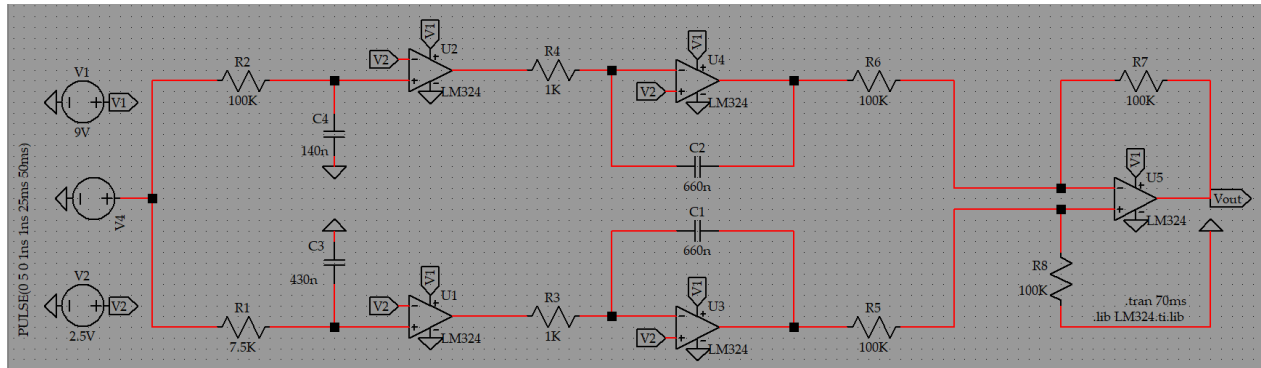 V1
V1
9V
PULSE(0 5 0 1ns 1ns 25ms 50ms)
V4
V2
V2
2.5V
R2
100K
C4
140n
V2
V1
U2
LM324
R4
1K
V2
V1
U4
LM324
C2
660n
R6
100K
R7
100K
V1
U5
LM324
Vout
C3
430n
R1
7.5K
V2
V1
U1
LM324
R3
1K
C1
660n
V2
V1
U3
LM324
R5
100K
R8
100K
.tran 70ms
.lib LM324.ti.lib